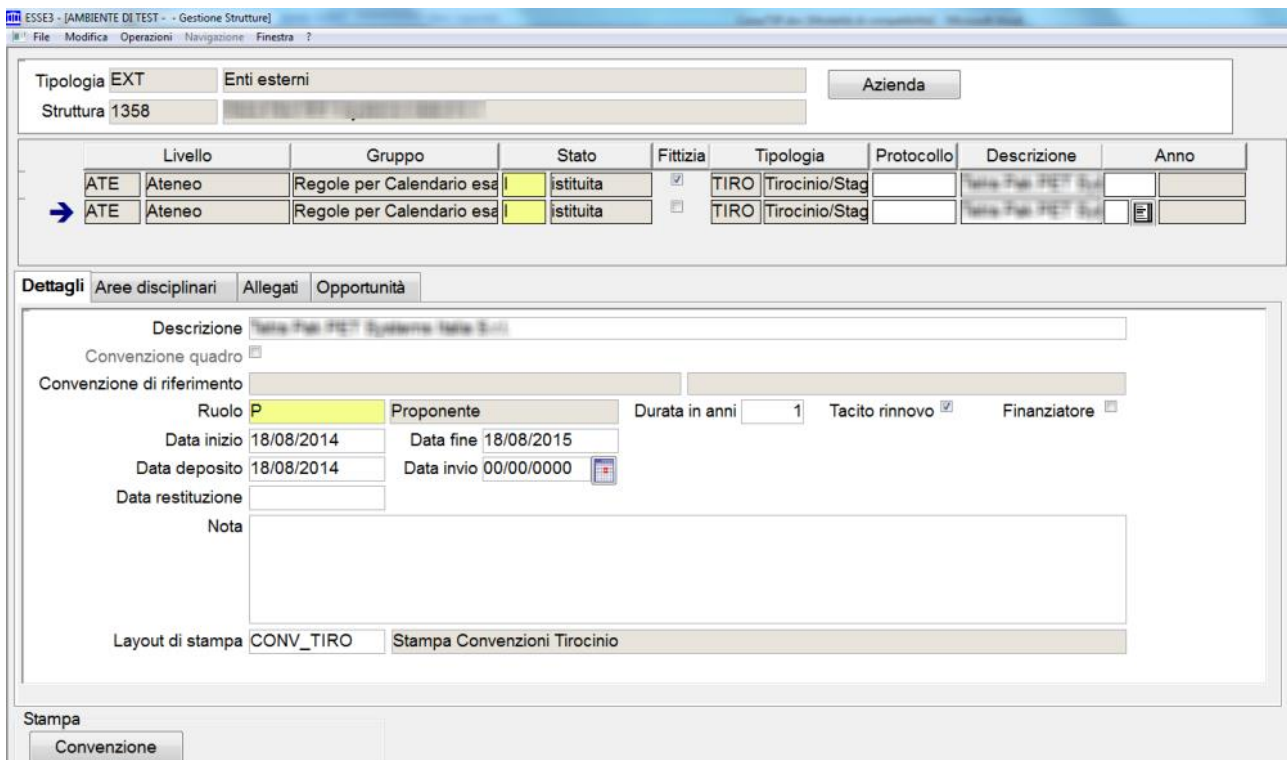 ESSE3 - [AMBIENTE DI TEST - - Gestione Strutture]
File Modifica Operazioni Navigazione Finestra ?
Tipologia EXT Enti esterni Azienda
Struttura 1358
Livello Gruppo Stato Fittizia Tipologia Protocollo Descrizione Anno
ATE Ateneo Regole per Calendario esa I istituita TIRO Tirocinio/Stag
ATE Ateneo Regole per Calendario esa I istituita TIRO Tirocinio/Stag
Dettagli Aree disciplinari Allegati Opportunità
Descrizione
Convenzione quadro
Convenzione di riferimento
Ruolo P Proponente Durata in anni 1 Tacito rinnovo Finanziatore
Data inizio 18/08/2014 Data fine 18/08/2015
Data deposito 18/08/2014 Data invio 00/00/0000
Data restituzione
Nota
Layout di stampa CONV_TIRO Stampa Convenzioni Tirocinio
Stampa
Convenzione